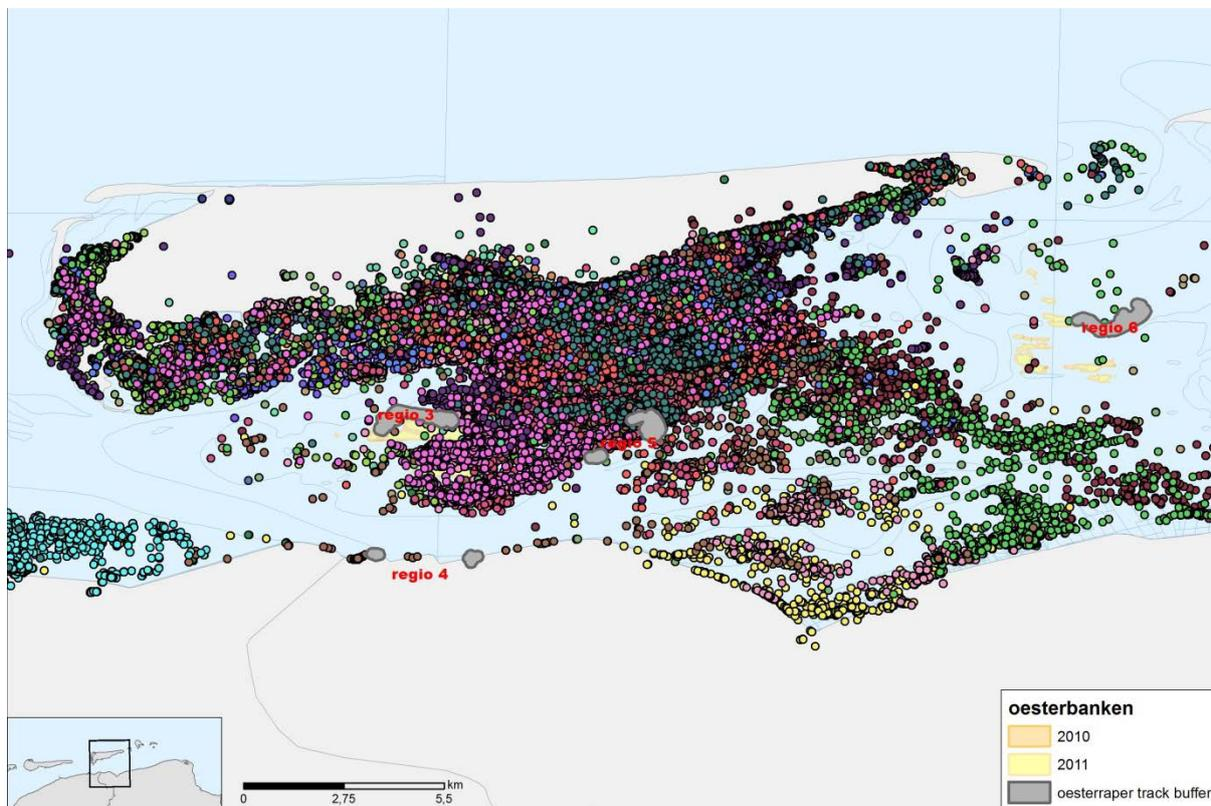 regio 6
regio 3
regio 5
regio 4
oesterbanken
2010
2011
oesterraper track buffer
km
0 2,75 5,5